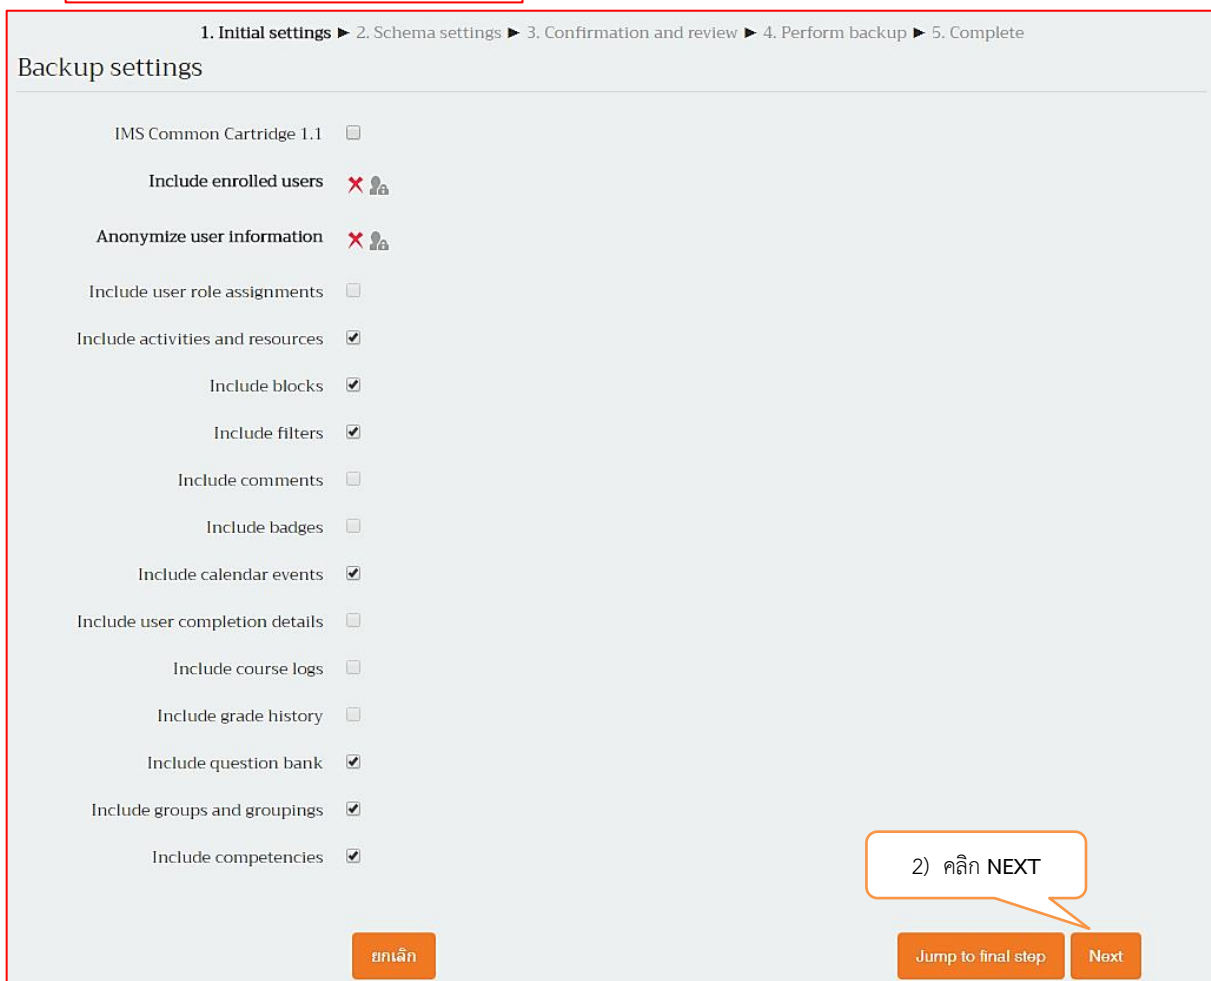 1. Initial settings ► 2. Schema settings ► 3. Confirmation and review ► 4. Perform backup ► 5. Complete
Backup settings
IMS Common Cartridge 1.1
Include enrolled users
Anonymize user information
Include user role assignments
Include activities and resources
Include blocks
Include filters
Include comments
Include badges
Include calendar events
Include user completion details
Include course logs
Include grade history
Include question bank
Include groups and groupings
Include competencies
2) คลิก NEXT
ยกเลิก
Jump to final step
Next